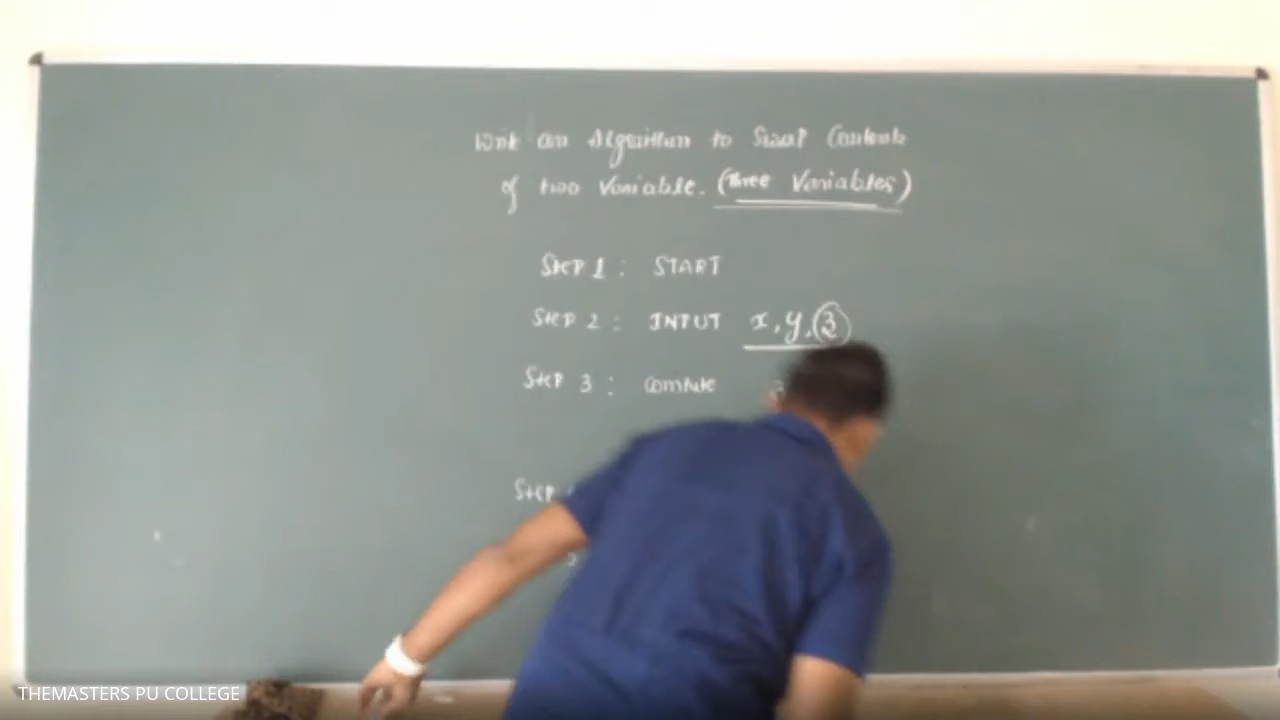 Write an Algorithm to Swap Contents
of two Variable. (three Variables)
STEP 1 : START
STEP 2 : INPUT x, y, z
STEP 3 : Compute
STEP
THEMASTERS PU COLLEGE